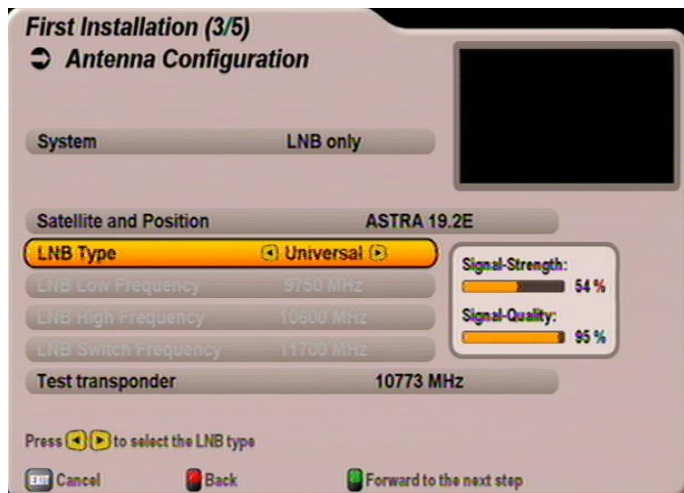 First Installation (3/5)
Antenna Configuration
System LNB only
Satellite and Position ASTRA 19.2E
LNB Type Universal
Signal-Strength:
54 %
LNB Low Frequency 9750 MHz
LNB High Frequency 10600 MHz
Signal-Quality:
95 %
LNB Switch Frequency 11700 MHz
Test transponder 10773 MHz
Press to select the LNB type
EXIT Cancel Back Forward to the next step